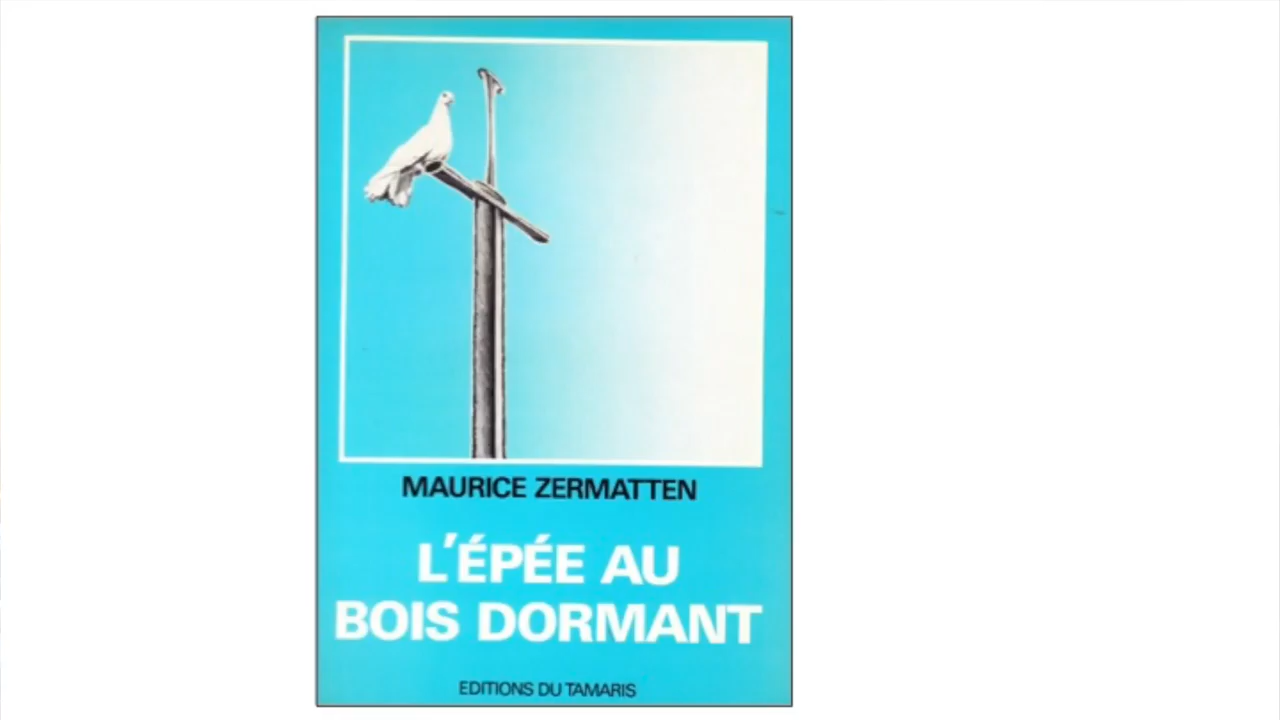 MAURICE ZERMATTEN
L'ÉPÉE AU
BOIS DORMANT
EDITIONS DU TAMARIS